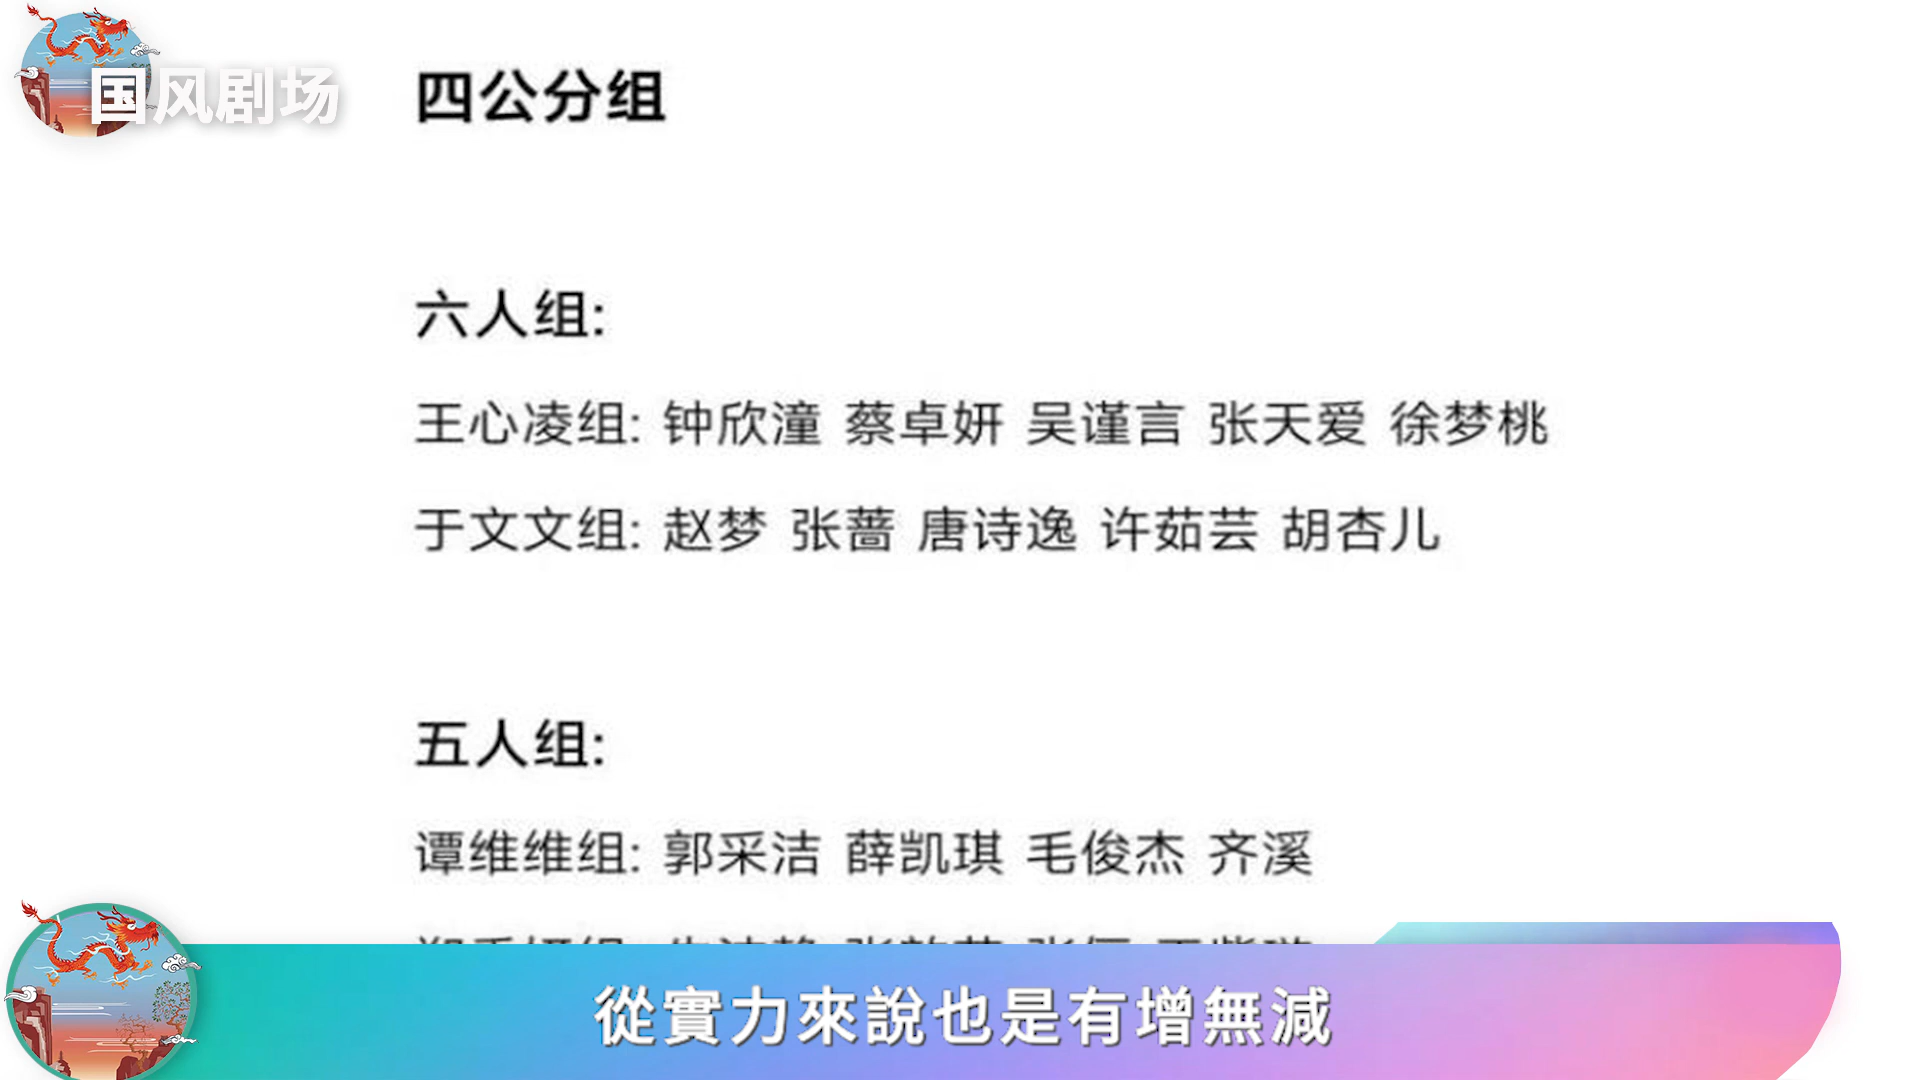 国风剧场
四公分组
六人组:
王心凌组: 钟欣潼 蔡卓妍 吴谨言 张天爱 徐梦桃
于文文组: 赵梦 张蔷 唐诗逸 许茹芸 胡杏儿
五人组:
谭维维组: 郭采洁 薛凯琪 毛俊杰 齐溪
從實力來說也是有增無減